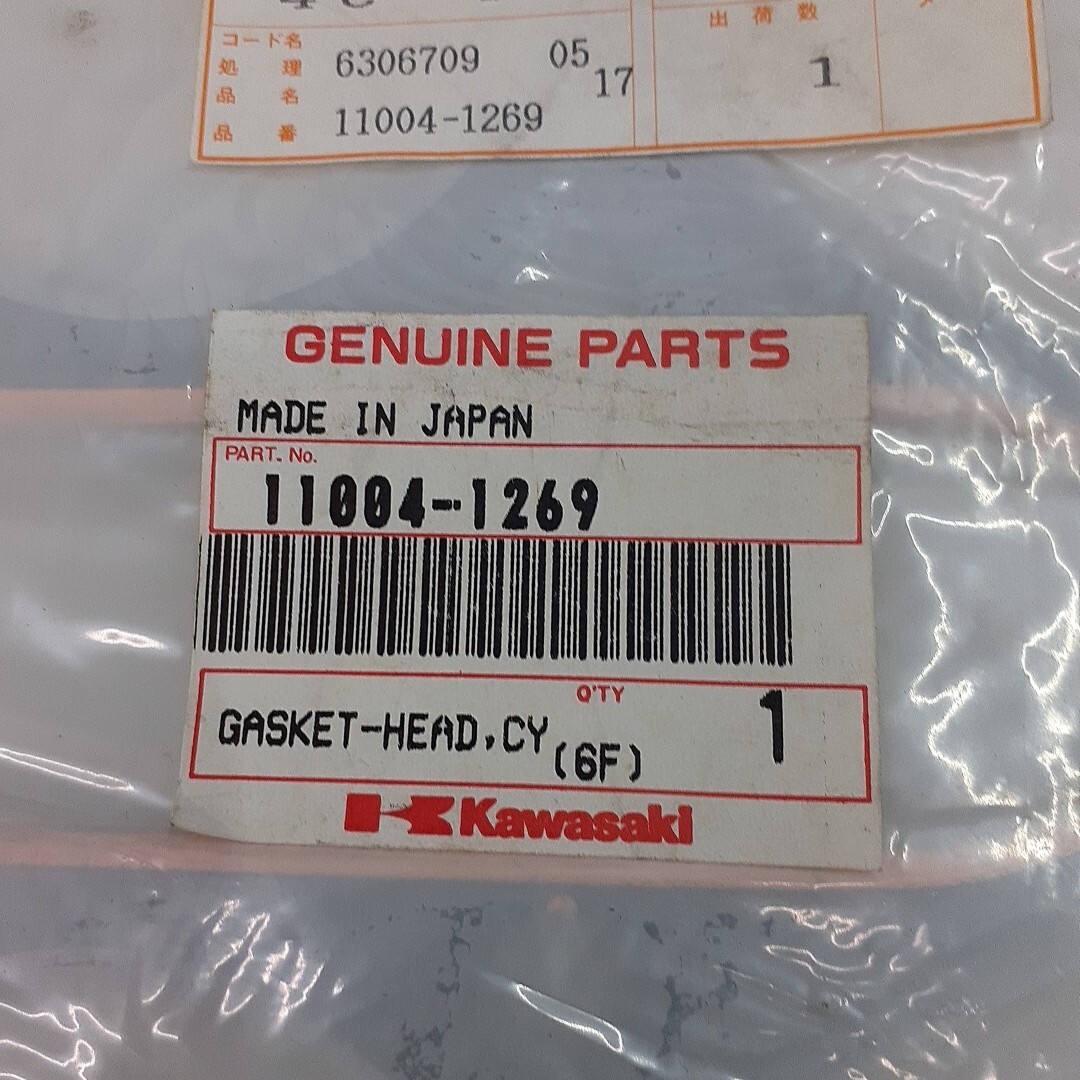 出荷数
コード名
処理 6306709 05
17
1
品名
品番 11004-1269
GENUINE PARTS
MADE IN JAPAN
PART. No.
11004-1269
Q'TY
GASKET-HEAD,CY 1
(6F)
Kawasaki